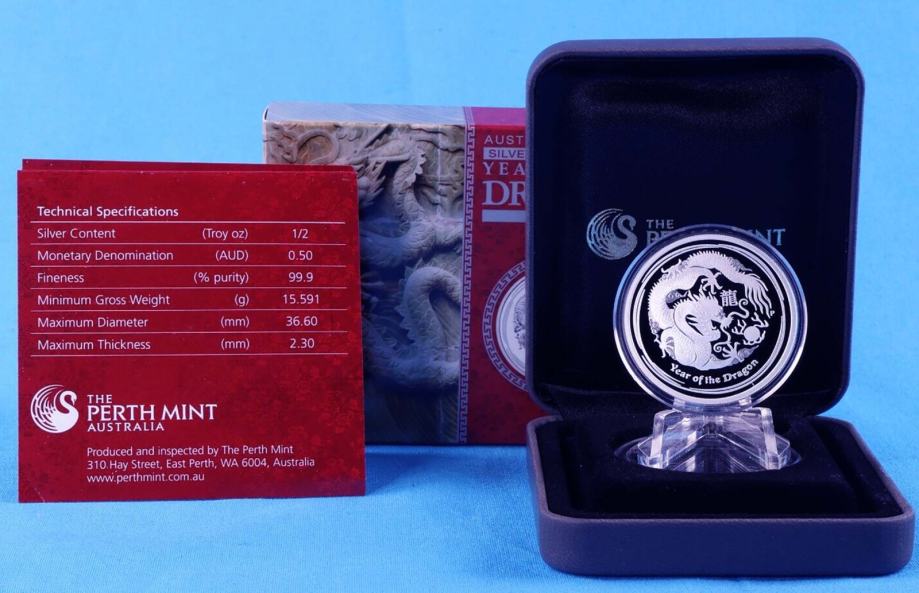 Technical Specifications
Silver Content (Troy oz) 1/2
Monetary Denomination (AUD) 0.50
Fineness (% purity) 99.9
Minimum Gross Weight (g) 15.591
Maximum Diameter (mm) 36.60
Maximum Thickness (mm) 2.30
THE
PERTH MINT
AUSTRALIA
Produced and inspected by The Perth Mint
310 Hay Street, East Perth, WA 6004, Australia
www.perthmint.com.au
AUST
SILVE
YEA
DR
THE
P NT
龍
Year of the Dragon